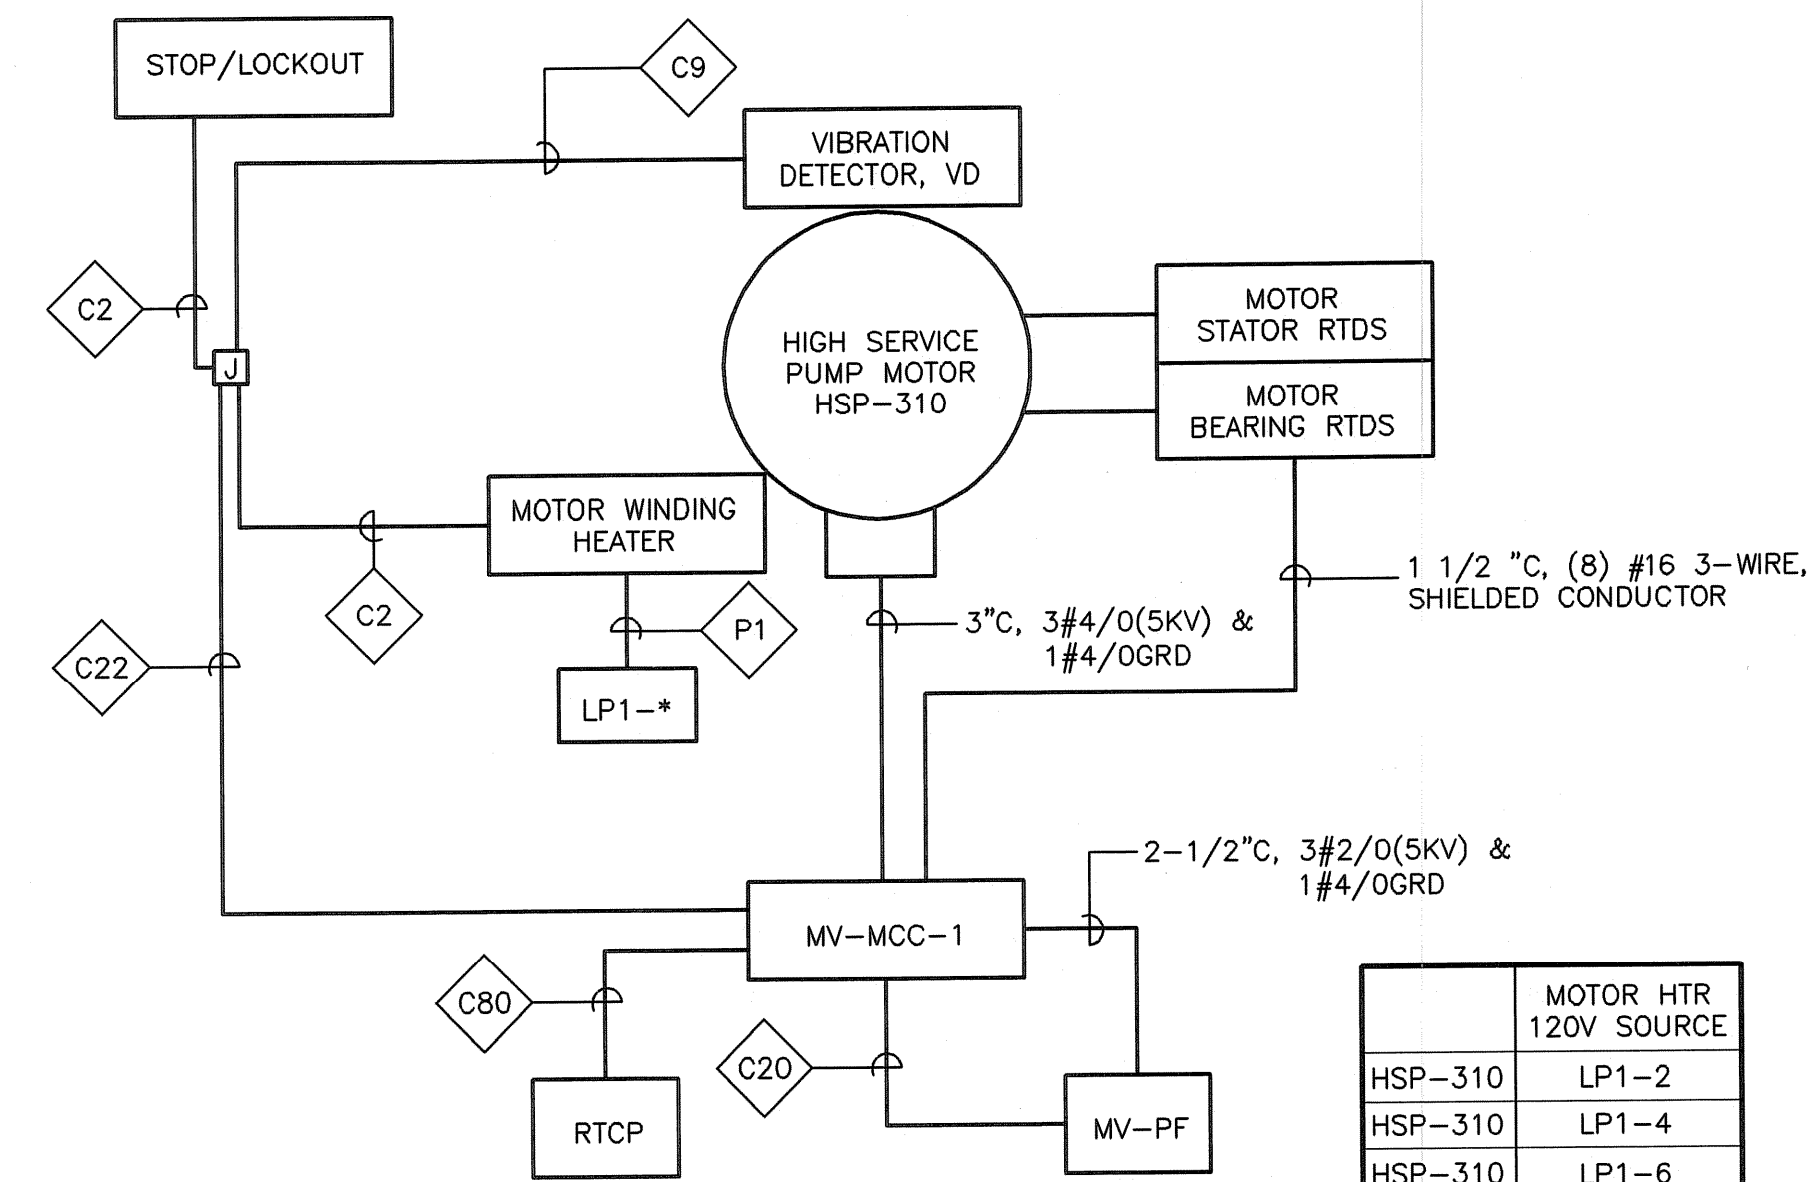 STOP/LOCKOUT
C9
VIBRATION
DETECTOR, VD
C2
J
HIGH SERVICE
PUMP MOTOR
HSP-310
MOTOR
STATOR RTDS
MOTOR
BEARING RTDS
MOTOR WINDING
HEATER
C2
P1
LP1-*
C22
3"C, 3#4/0(5KV) &
1#4/0GRD
1 1/2 "C, (8) #16 3-WIRE,
SHIELDED CONDUCTOR
2-1/2"C, 3#2/0(5KV) &
1#4/0GRD
MV-MCC-1
C80
C20
RTCP
MV-PF
MOTOR HTR
120V SOURCE
HSP-310 LP1-2
HSP-310 LP1-4
HSP-310 LP1-6